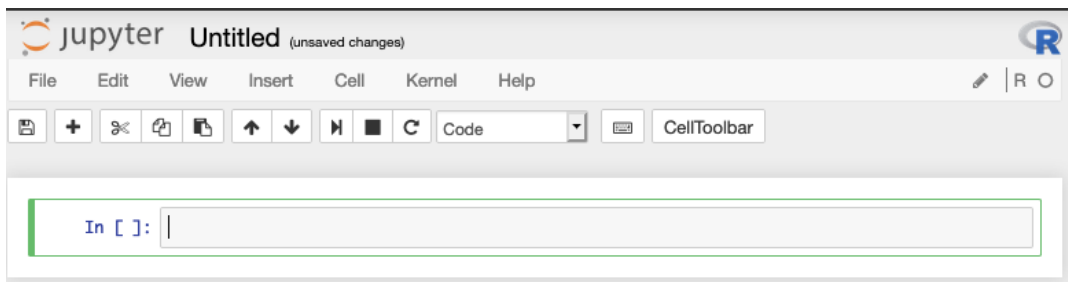 jupyter Untitled (unsaved changes) R
File Edit View Insert Cell Kernel Help R
Code CellToolbar
In [ ]: